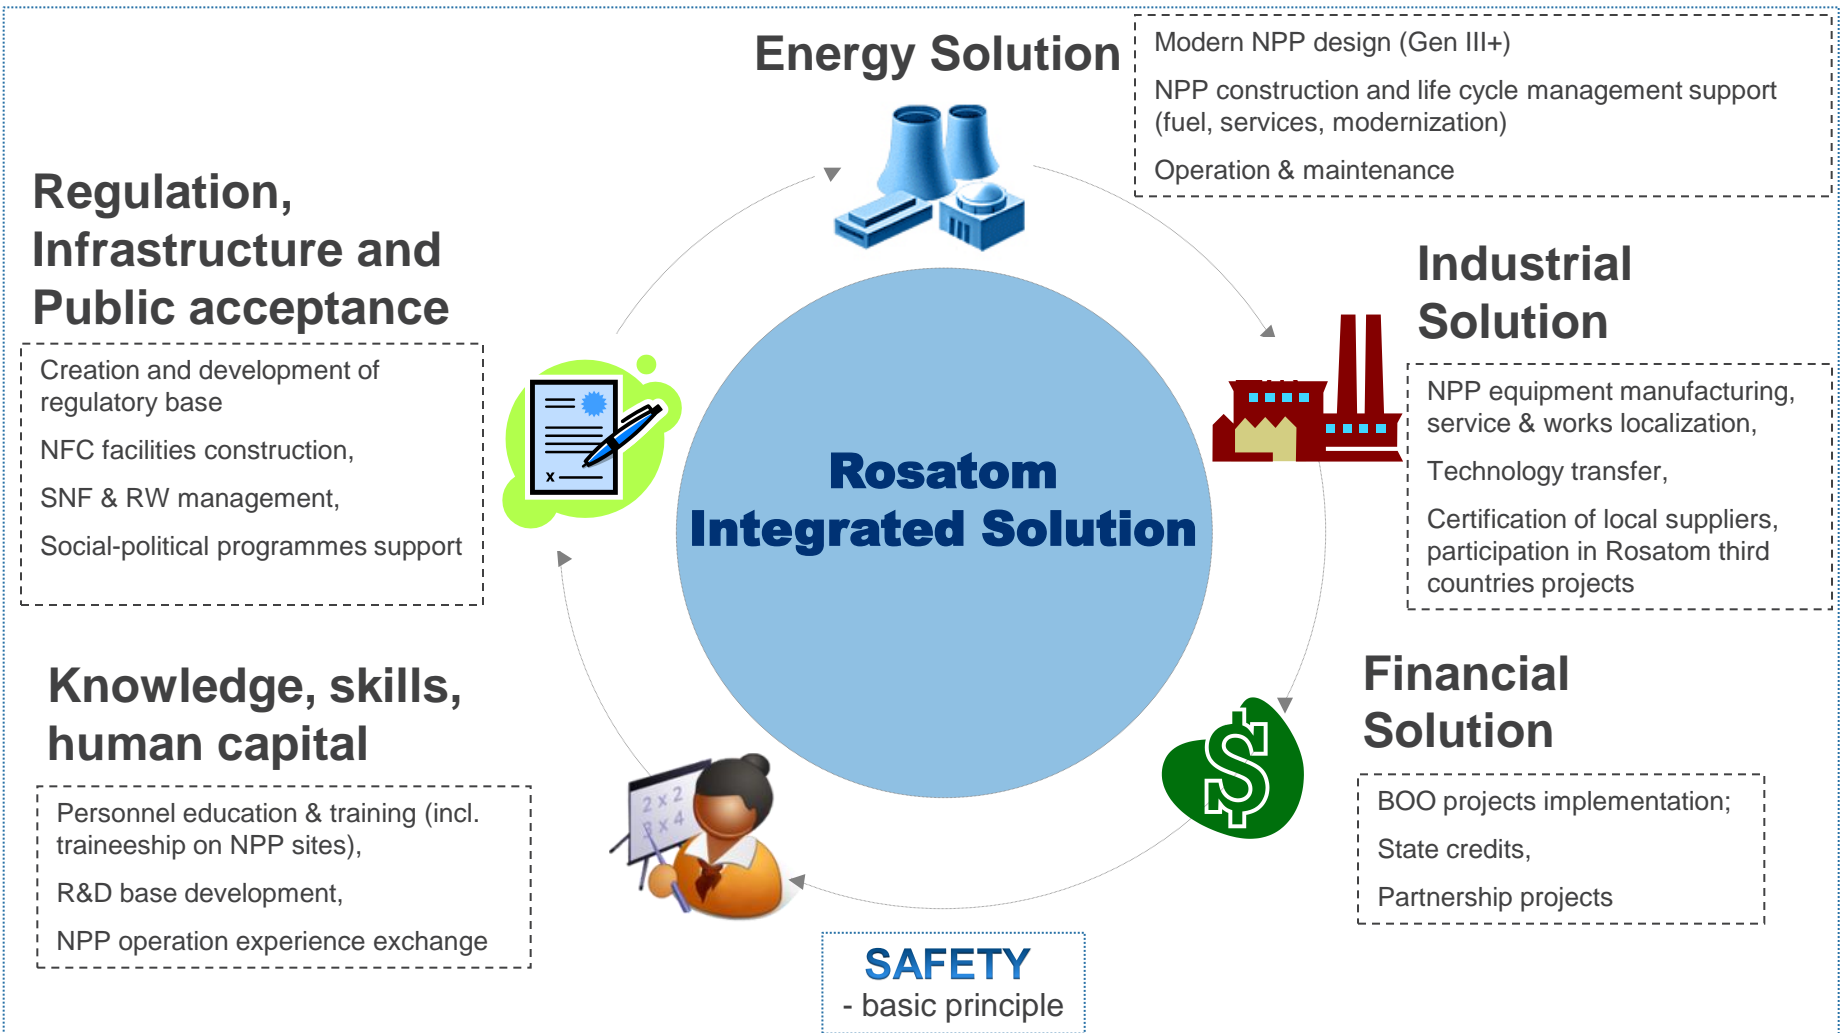 Energy Solution
Modern NPP design (Gen III+)
NPP construction and life cycle management support
(fuel, services, modernization)
Operation & maintenance
Regulation,
Infrastructure and
Public acceptance
Creation and development of
regulatory base
NFC facilities construction,
SNF & RW management,
Social-political programmes support
x
Industrial
Solution
NPP equipment manufacturing,
service & works localization,
Technology transfer,
Certification of local suppliers,
participation in Rosatom third
countries projects
Rosatom
Integrated Solution
Knowledge, skills,
human capital
Personnel education & training (incl.
traineeship on NPP sites),
R&D base development,
NPP operation experience exchange
2 x 2
3 x 4
$
Financial
Solution
BOO projects implementation;
State credits,
Partnership projects
SAFETY
- basic principle